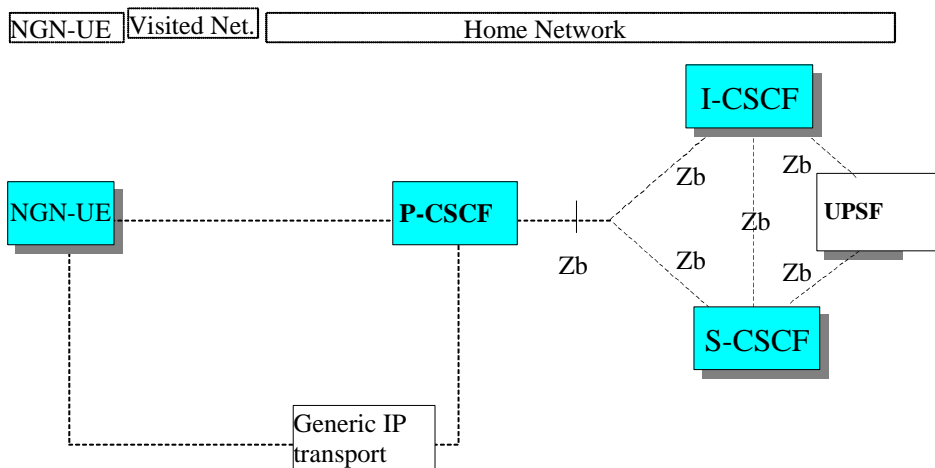 NGN-UE
Visited Net.
Home Network
I-CSCF
Zb
Zb
NGN-UE
P-CSCF
UPSF
Zb
Zb
Zb
Zb
S-CSCF
Generic IP
transport